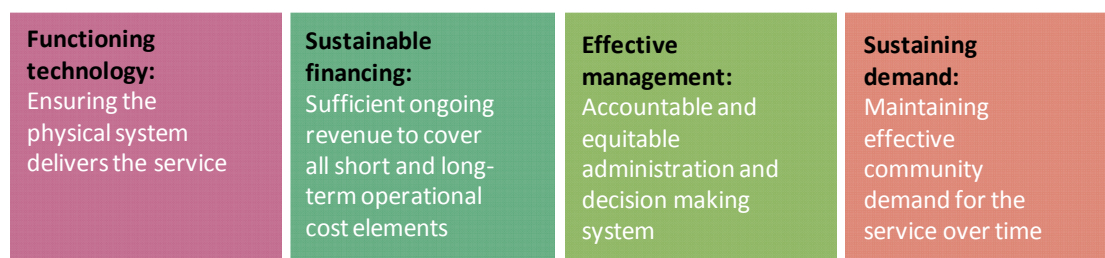 Functioning
technology:
Ensuring the
physical system
delivers the service
Sustainable
financing:
Sufficient ongoing
revenue to cover
all short and long-
term operational
cost elements
Effective
management:
Accountable and
equitable
administration and
decision making
system
Sustaining
demand:
Maintaining
effective
community
demand for the
service over time